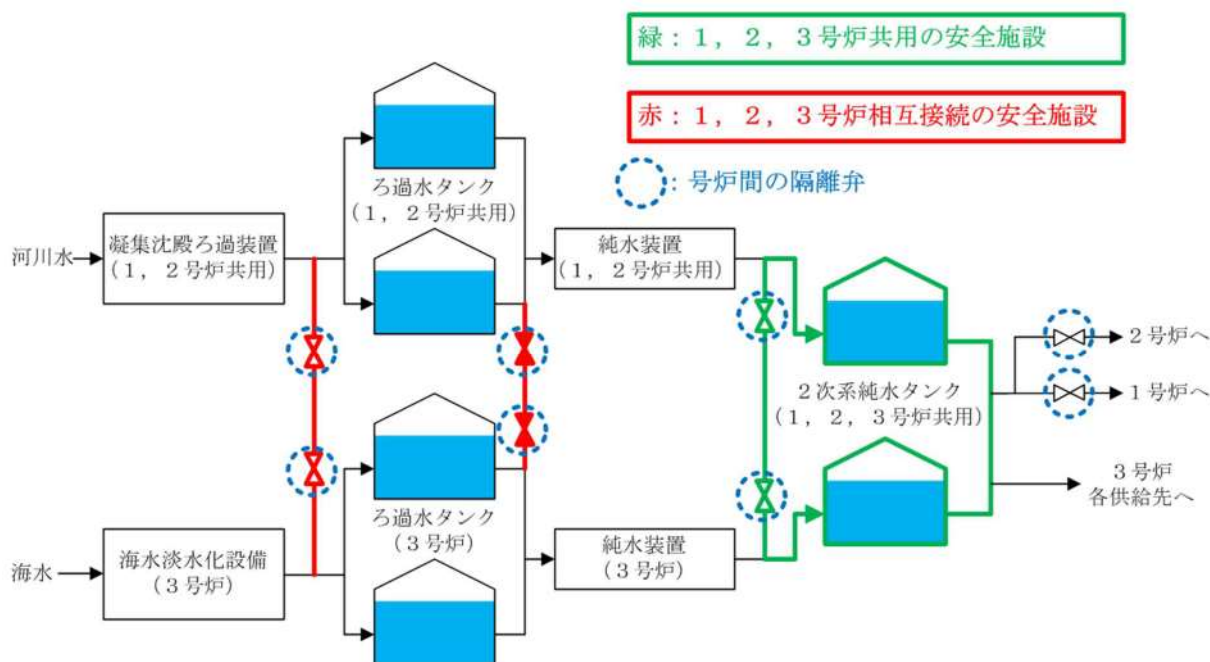 緑：１，２，３号炉共用の安全施設
赤：１，２，３号炉相互接続の安全施設
：号炉間の隔離弁
ろ過水タンク
（１，２号炉共用）
河川水
凝集沈殿ろ過装置
（１，２号炉共用）
純水装置
（１，２号炉共用）
２次系純水タンク
（１，２，３号炉共用）
２号炉へ
１号炉へ
３号炉
各供給先へ
ろ過水タンク
（３号炉）
海水
海水淡水化設備
（３号炉）
純水装置
（３号炉）